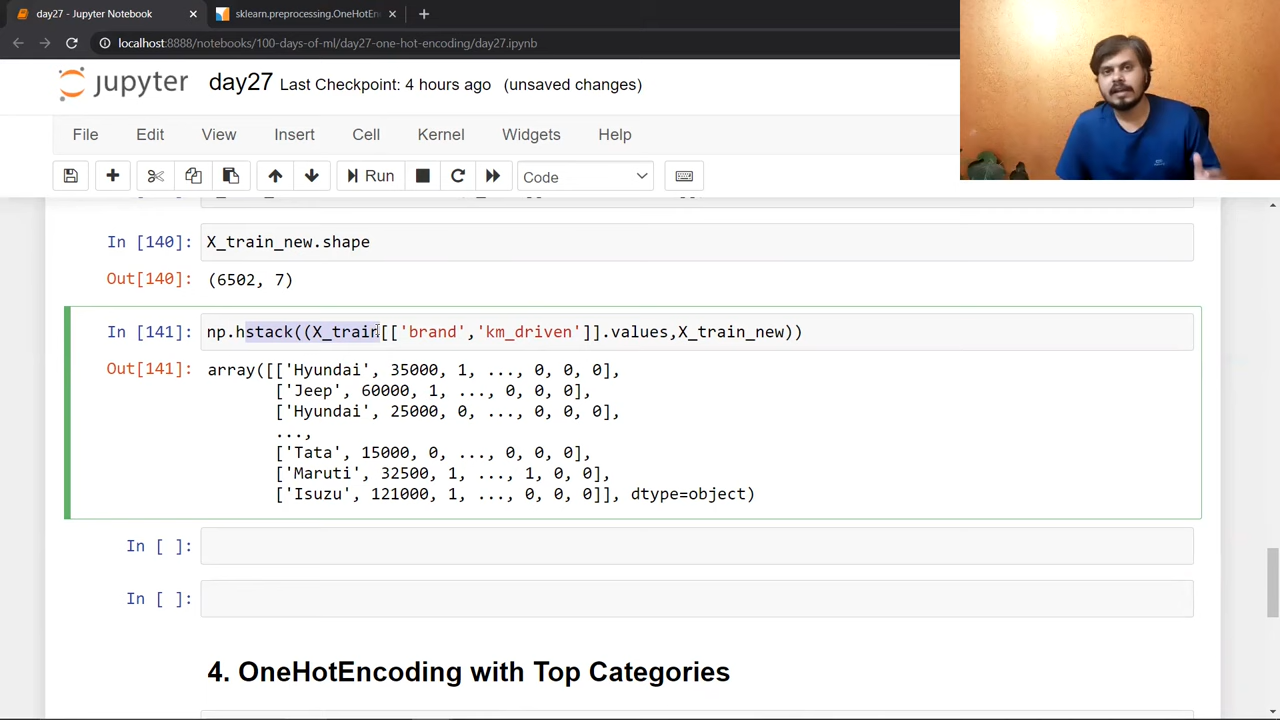 day27 - Jupyter Notebook
sklearn.preprocessing.OneHotEn
localhost:8888/notebooks/100-days-of-ml/day27-one-hot-encoding/day27.ipynb
jupyter day27 Last Checkpoint: 4 hours ago (unsaved changes)
File Edit View Insert Cell Kernel Widgets Help
Run Code
In [140]: X_train_new.shape
Out[140]: (6502, 7)
In [141]: np.hstack((X_train[['brand','km_driven']].values,X_train_new))
Out[141]: array([['Hyundai', 35000, 1, ..., 0, 0, 0],
['Jeep', 60000, 1, ..., 0, 0, 0],
['Hyundai', 25000, 0, ..., 0, 0, 0],
...,
['Tata', 15000, 0, ..., 0, 0, 0],
['Maruti', 32500, 1, ..., 1, 0, 0],
['Isuzu', 121000, 1, ..., 0, 0, 0]], dtype=object)
In [ ]:
In [ ]:
4. OneHotEncoding with Top Categories